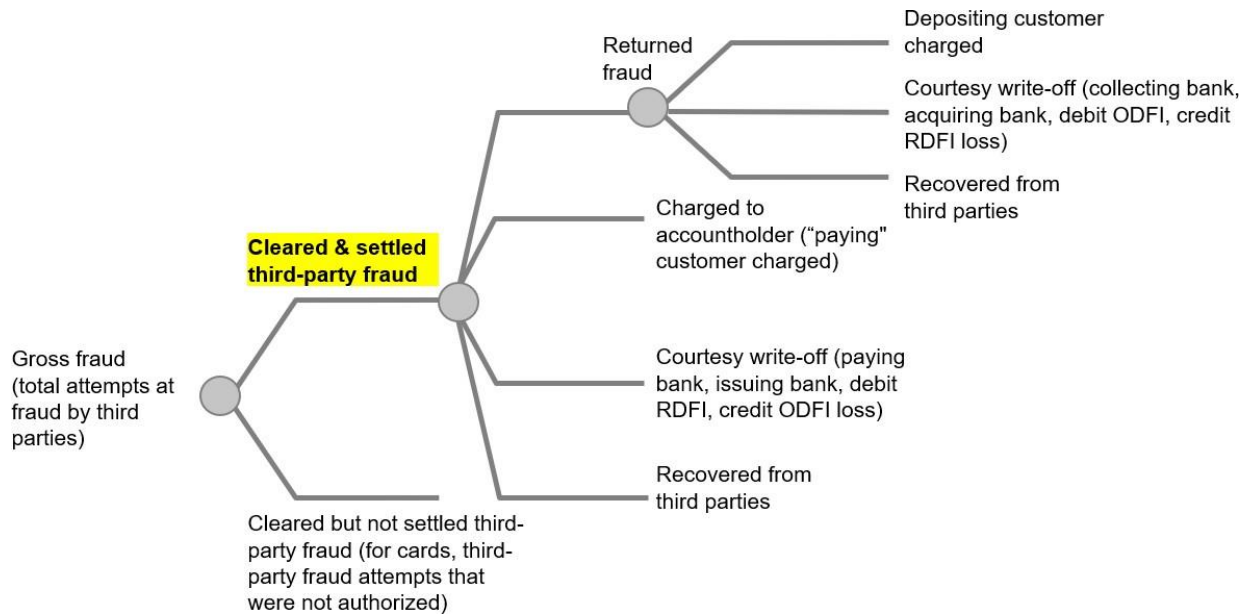 Depositing customer
charged
Returned
fraud
Courtesy write-off (collecting bank,
acquiring bank, debit ODFI, credit
RDFI loss)
Recovered from
third parties
Charged to
accountholder (“paying"
customer charged)
Cleared & settled
third-party fraud
Gross fraud
(total attempts at
fraud by third
parties)
Courtesy write-off (paying
bank, issuing bank, debit
RDFI, credit ODFI loss)
Recovered from
third parties
Cleared but not settled third-
party fraud (for cards, third-
party fraud attempts that
were not authorized)